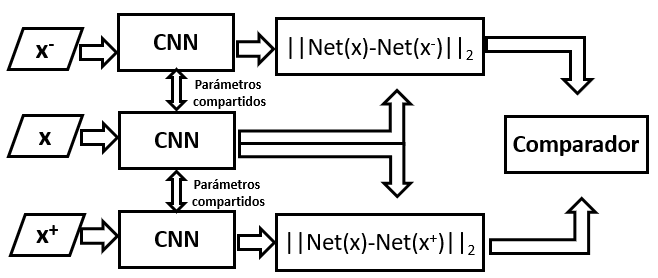 x⁻
CNN
||Net(x)-Net(x⁻)||₂
Parámetros
compartidos
x
CNN
Comparador
Parámetros
compartidos
x⁺
CNN
||Net(x)-Net(x⁺)||₂